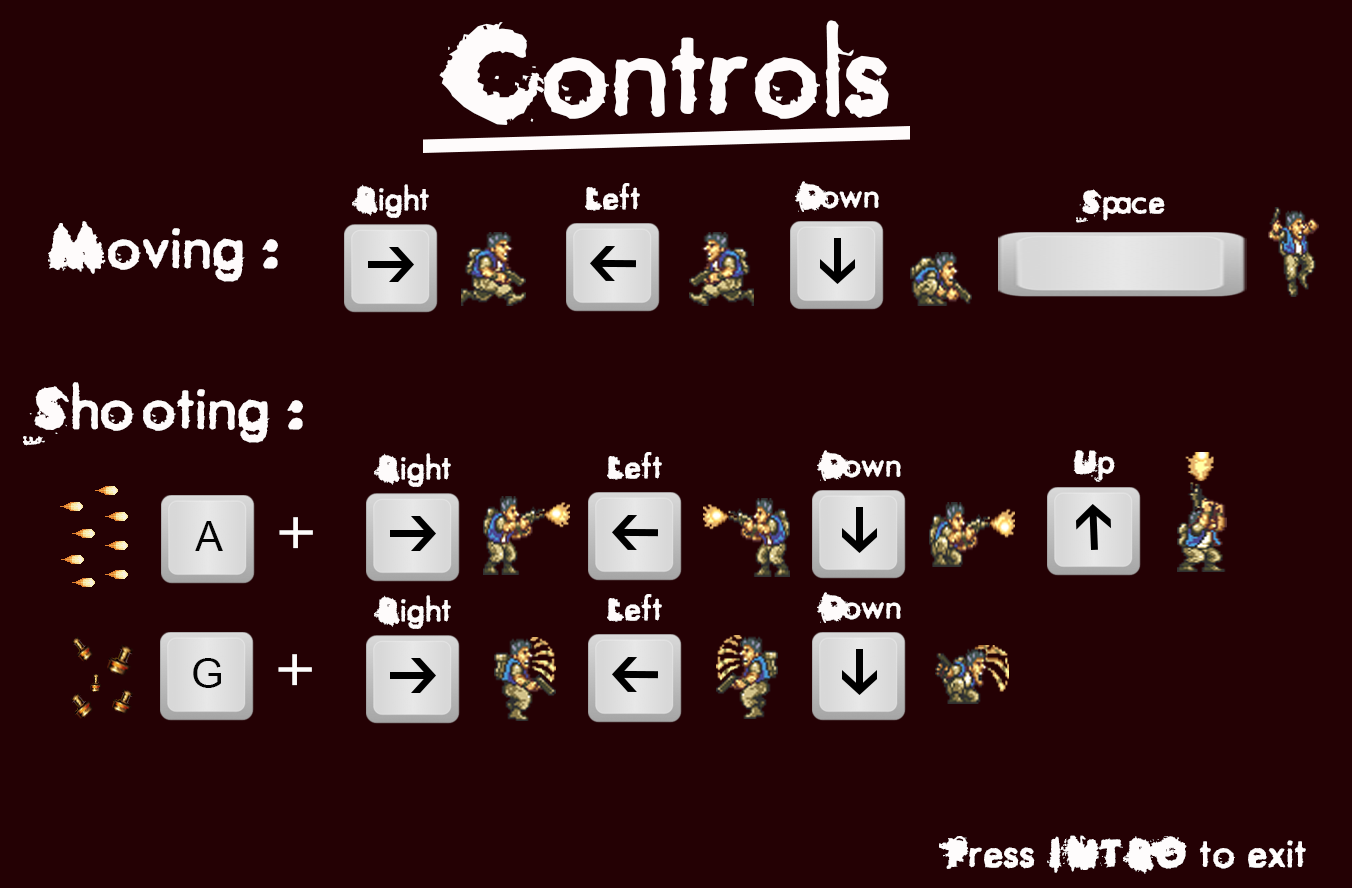 Controls
Right Left Down Space
Moving :
Shooting :
Right Left Down Up
A +
Right Left Down
G +
Press INTRO to exit